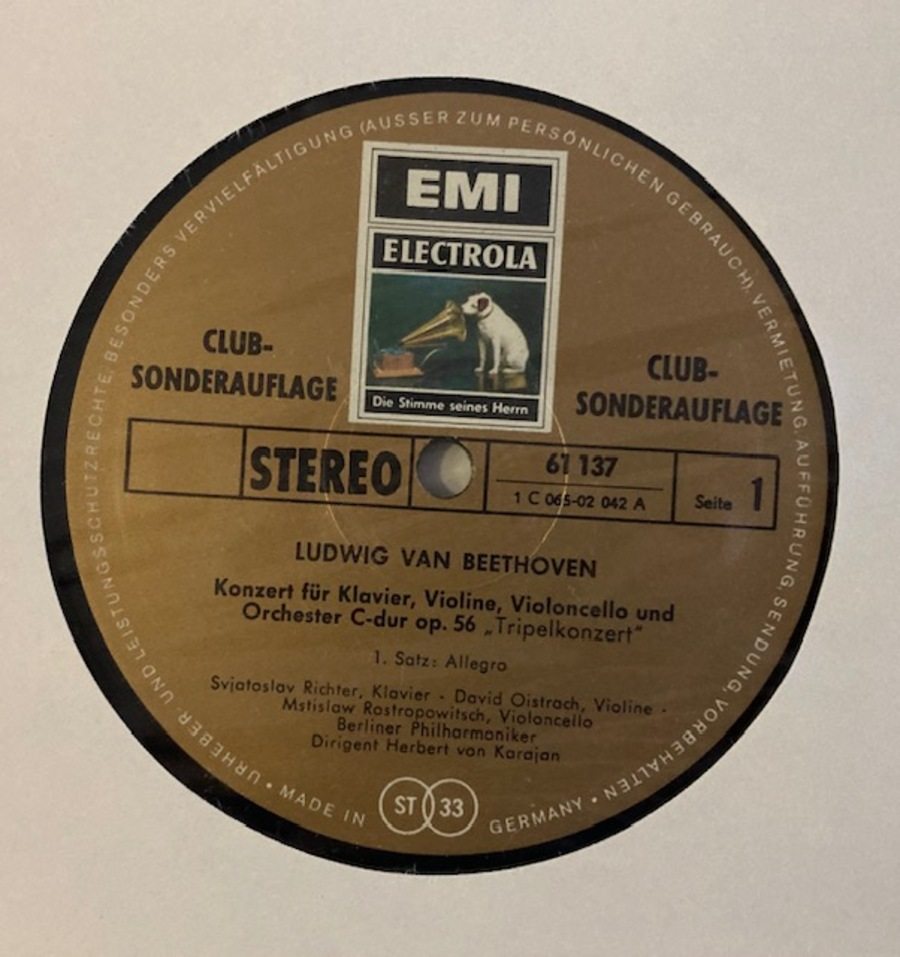 URHEBER- UND LEISTUNGSSCHUTZRECHTE, BESONDERS VERVIELFÄLTIGUNG (AUSSER ZUM PERSÖNLICHEN GEBRAUCH), VERMIETUNG, AUFFÜHRUNG, SENDUNG, VORBEHALTEN •
EMI
ELECTROLA
Die Stimme seines Herrn
CLUB-
SONDERAUFLAGE
CLUB-
SONDERAUFLAGE
STEREO
61 137
1 C 065-02 042 A
Seite 1
LUDWIG VAN BEETHOVEN
Konzert für Klavier, Violine, Violoncello und
Orchester C-dur op. 56 „Tripelkonzert“
1. Satz: Allegro
Svjatoslav Richter, Klavier - David Oistrach, Violine -
Mstislaw Rostropowitsch, Violoncello
Berliner Philharmoniker
Dirigent Herbert von Karajan
• MADE IN ST 33 GERMANY •